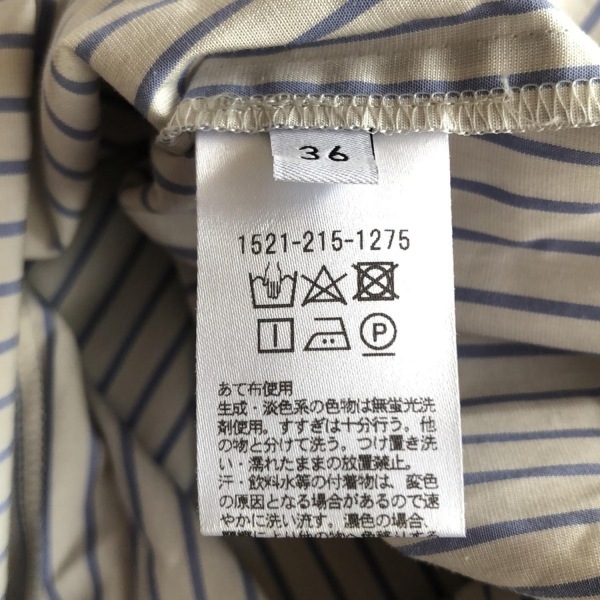 36
1521-215-1275
P
あて布使用
生成・淡色系の色物は無蛍光洗
剤使用。すすぎは十分行う。他
の物と分けて洗う。つけ置き洗
い・濡れたままの放置禁止。
汗・飲料水等の付着物は、変色
の原因となる場合があるので速
やかに洗い流す。濃色の場合、